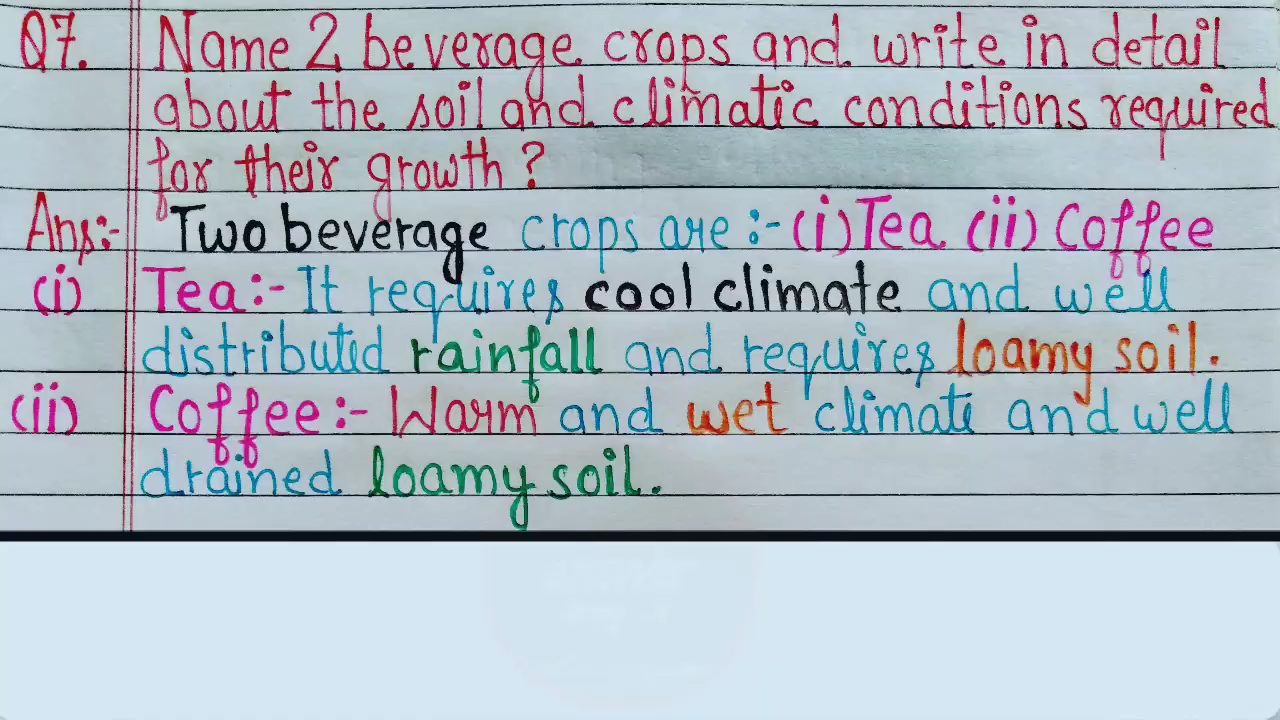 Q7. Name 2 beverage crops and write in detail
about the soil and climatic conditions required
for their growth ?
Ans:- Two beverage crops are :- (i) Tea (ii) Coffee
(i) Tea:- It requires cool climate and well
distributed rainfall and requires loamy soil.
(ii) Coffee:- Warm and wet climate and well
drained loamy soil.